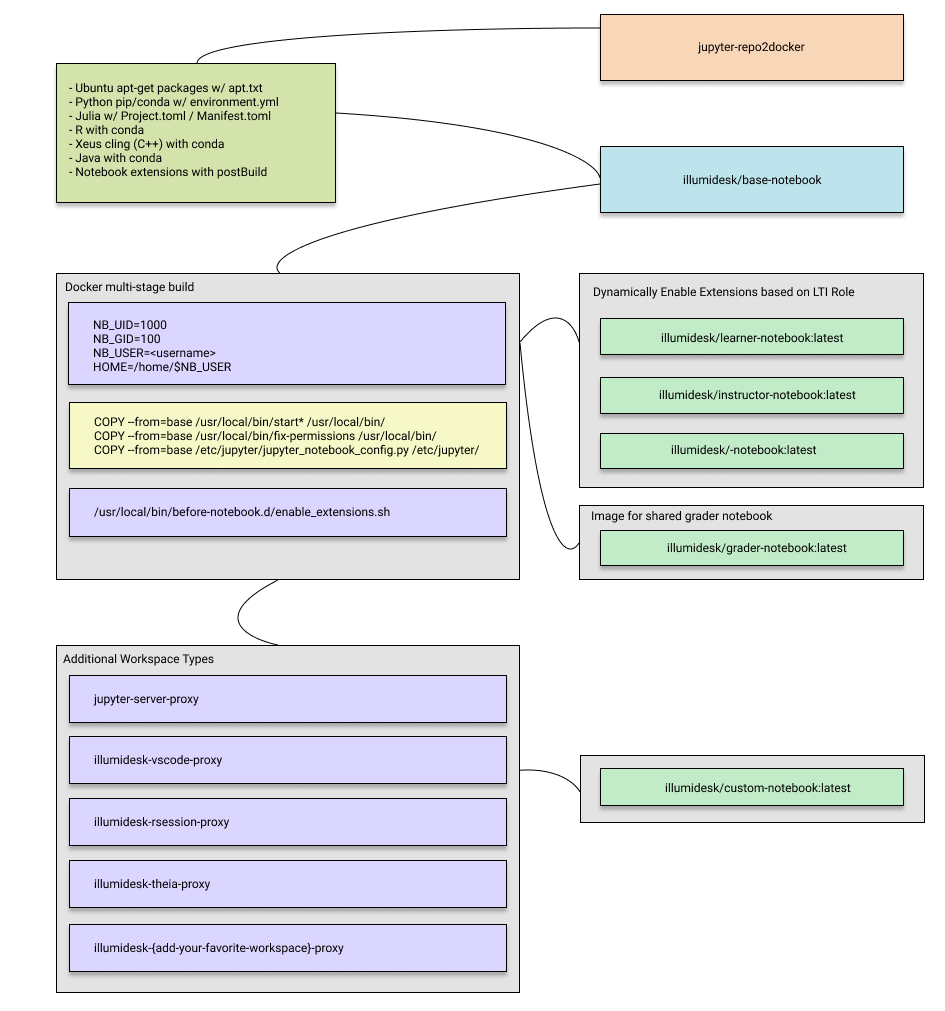 jupyter-repo2docker
- Ubuntu apt-get packages w/ apt.txt
- Python pip/conda w/ environment.yml
- Julia w/ Project.toml / Manifest.toml
- R with conda
- Xeus cling (C++) with conda
- Java with conda
- Notebook extensions with postBuild
illumidesk/base-notebook
Docker multi-stage build
NB_UID=1000
NB_GID=100
NB_USER=<username>
HOME=/home/$NB_USER
COPY --from=base /usr/local/bin/start* /usr/local/bin/
COPY --from=base /usr/local/bin/fix-permissions /usr/local/bin/
COPY --from=base /etc/jupyter/jupyter_notebook_config.py /etc/jupyter/
/usr/local/bin/before-notebook.d/enable_extensions.sh
Dynamically Enable Extensions based on LTI Role
illumidesk/learner-notebook:latest
illumidesk/instructor-notebook:latest
illumidesk/-notebook:latest
Image for shared grader notebook
illumidesk/grader-notebook:latest
Additional Workspace Types
jupyter-server-proxy
illumidesk-vscode-proxy
illumidesk-rsession-proxy
illumidesk-theia-proxy
illumidesk-{add-your-favorite-workspace}-proxy
illumidesk/custom-notebook:latest